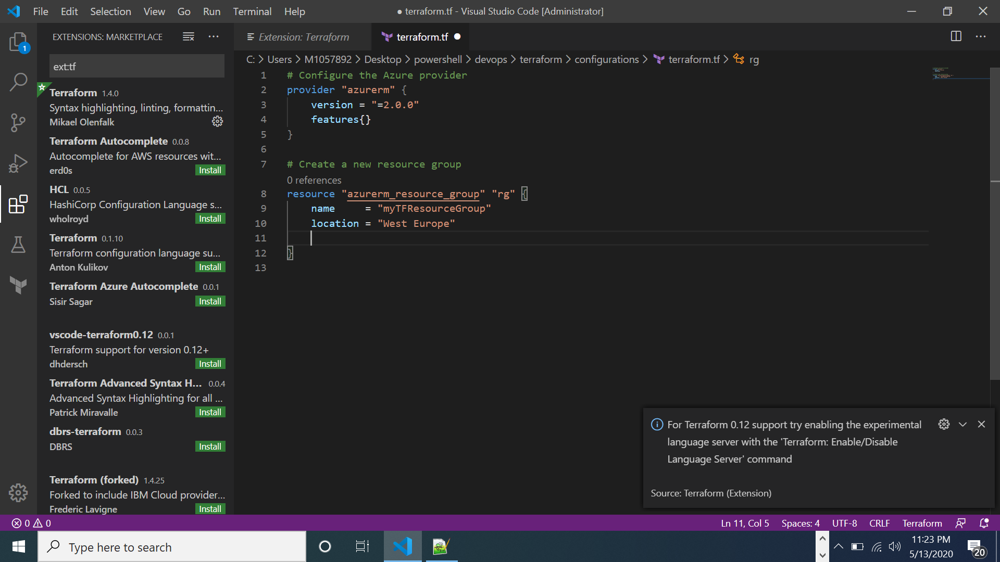 File Edit Selection View Go Run Terminal Help
● terraform.tf - Visual Studio Code [Administrator]
EXTENSIONS: MARKETPLACE
ext:tf
1
Terraform 1.4.0
Syntax highlighting, linting, formattin...
Mikael Olenfalk
Terraform Autocomplete 0.0.8
Autocomplete for AWS resources wit...
erd0s Install
HCL 0.0.5
HashiCorp Configuration Language s...
wholroyd Install
Terraform 0.1.10
Terraform configuration language su...
Anton Kulikov Install
Terraform Azure Autocomplete 0.0.1
Sisir Sagar Install
vscode-terraform0.12 0.0.1
Terraform support for version 0.12+
dhdersch Install
Terraform Advanced Syntax H... 0.0.4
Advanced Syntax Highlighting for all ...
Patrick Miravalle Install
dbrs-terraform 0.0.3
DBRS Install
Terraform (forked) 1.4.25
Forked to include IBM Cloud provider...
Frederic Lavigne Install
Extension: Terraform
terraform.tf ●
C: > Users > M1057892 > Desktop > powershell > devops > terraform > configurations > terraform.tf > rg
1 # Configure the Azure provider
2 provider "azurerm" {
3 version = "=2.0.0"
4 features{}
5 }
6
7 # Create a new resource group
0 references
8 resource "azurerm_resource_group" "rg" {
9 name = "myTFResourceGroup"
10 location = "West Europe"
11
12 }
13
For Terraform 0.12 support try enabling the experimental
language server with the 'Terraform: Enable/Disable
Language Server' command
Source: Terraform (Extension)
0 0
Ln 11, Col 5 Spaces: 4 UTF-8 CRLF Terraform
Type here to search
11:23 PM
5/13/2020
20